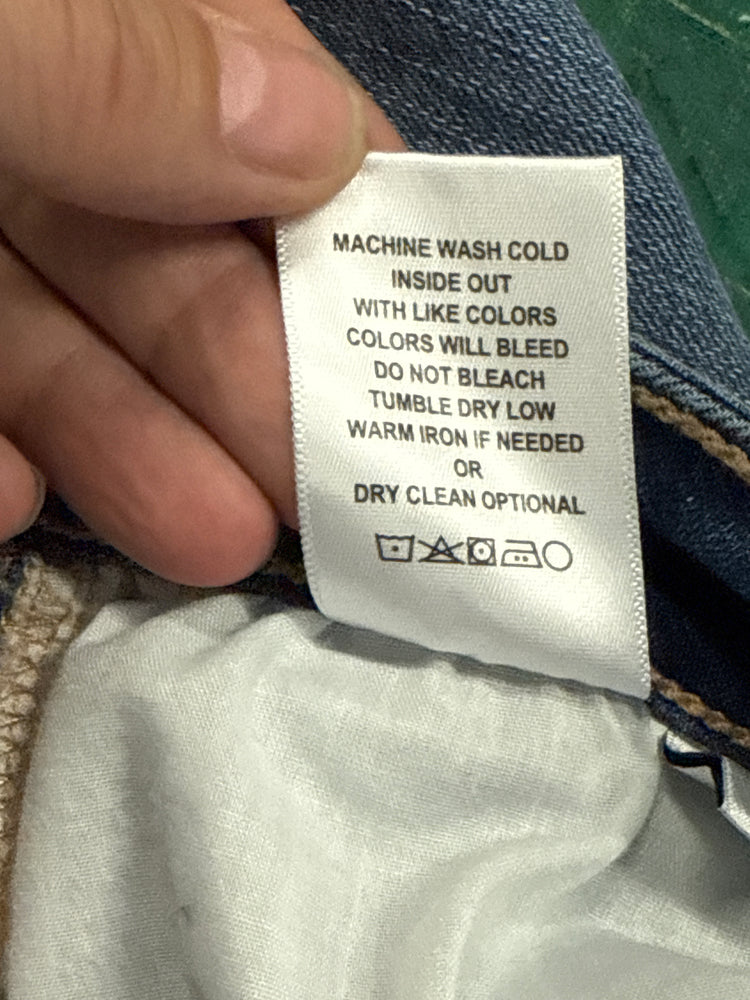 MACHINE WASH COLD
INSIDE OUT
WITH LIKE COLORS
COLORS WILL BLEED
DO NOT BLEACH
TUMBLE DRY LOW
WARM IRON IF NEEDED
OR
DRY CLEAN OPTIONAL